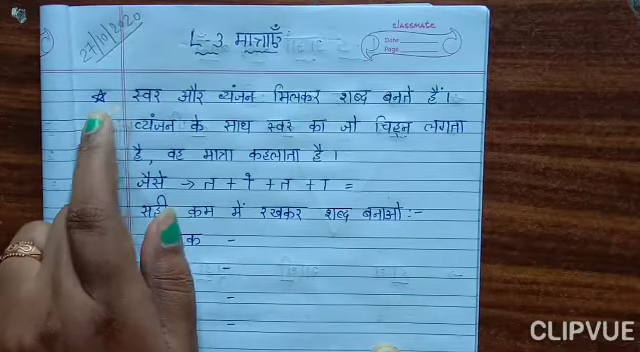 27/10/2020
L-3 मात्राएँ
classmate
Date
Page
☆ स्वर और व्यंजन मिलकर शब्द बनते हैं।
व्यंजन के साथ स्वर का जो चिह्न लगता
है, वह मात्रा कहलाता है।
जैसे → त + ो + त + ा =
सही क्रम में रखकर शब्द बनाओ :-
क -
-
-
-
CLIPVUE